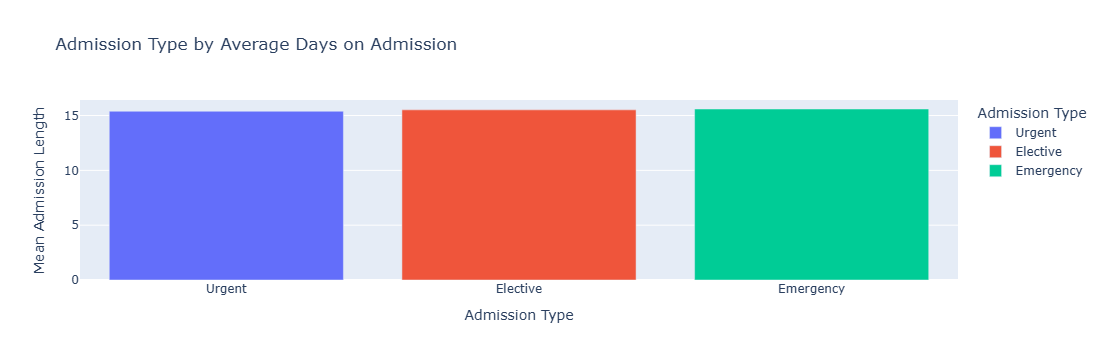 Admission Type by Average Days on Admission
Mean Admission Length
15
10
5
0
Urgent
Elective
Emergency
Admission Type
Admission Type
Urgent
Elective
Emergency